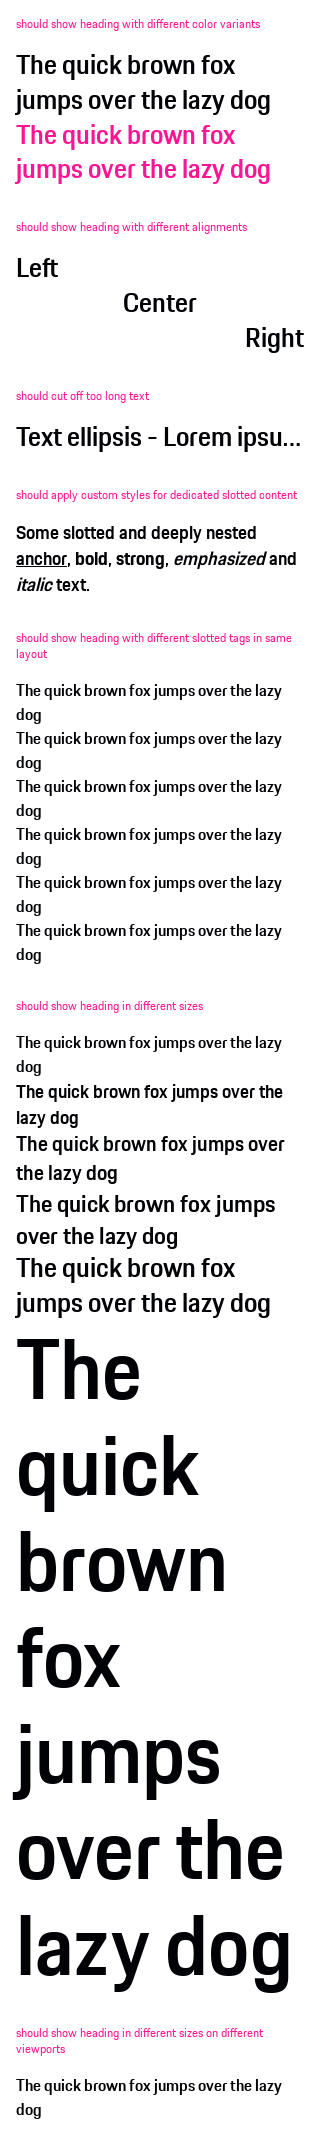 should show heading with different color variants
The quick brown fox
jumps over the lazy dog
The quick brown fox
jumps over the lazy dog
should show heading with different alignments
Left
Center
Right
should cut off too long text
Text ellipsis - Lorem ipsu...
should apply custom styles for dedicated slotted content
Some slotted and deeply nested
anchor, bold, strong, emphasized and
italic text.
should show heading with different slotted tags in same
layout
The quick brown fox jumps over the lazy
dog
The quick brown fox jumps over the lazy
dog
The quick brown fox jumps over the lazy
dog
The quick brown fox jumps over the lazy
dog
The quick brown fox jumps over the lazy
dog
The quick brown fox jumps over the lazy
dog
should show heading in different sizes
The quick brown fox jumps over the lazy
dog
The quick brown fox jumps over the
lazy dog
The quick brown fox jumps over
the lazy dog
The quick brown fox jumps
over the lazy dog
The quick brown fox
jumps over the lazy dog
The
quick
brown
fox
jumps
over the
lazy dog
should show heading in different sizes on different
viewports
The quick brown fox jumps over the lazy
dog